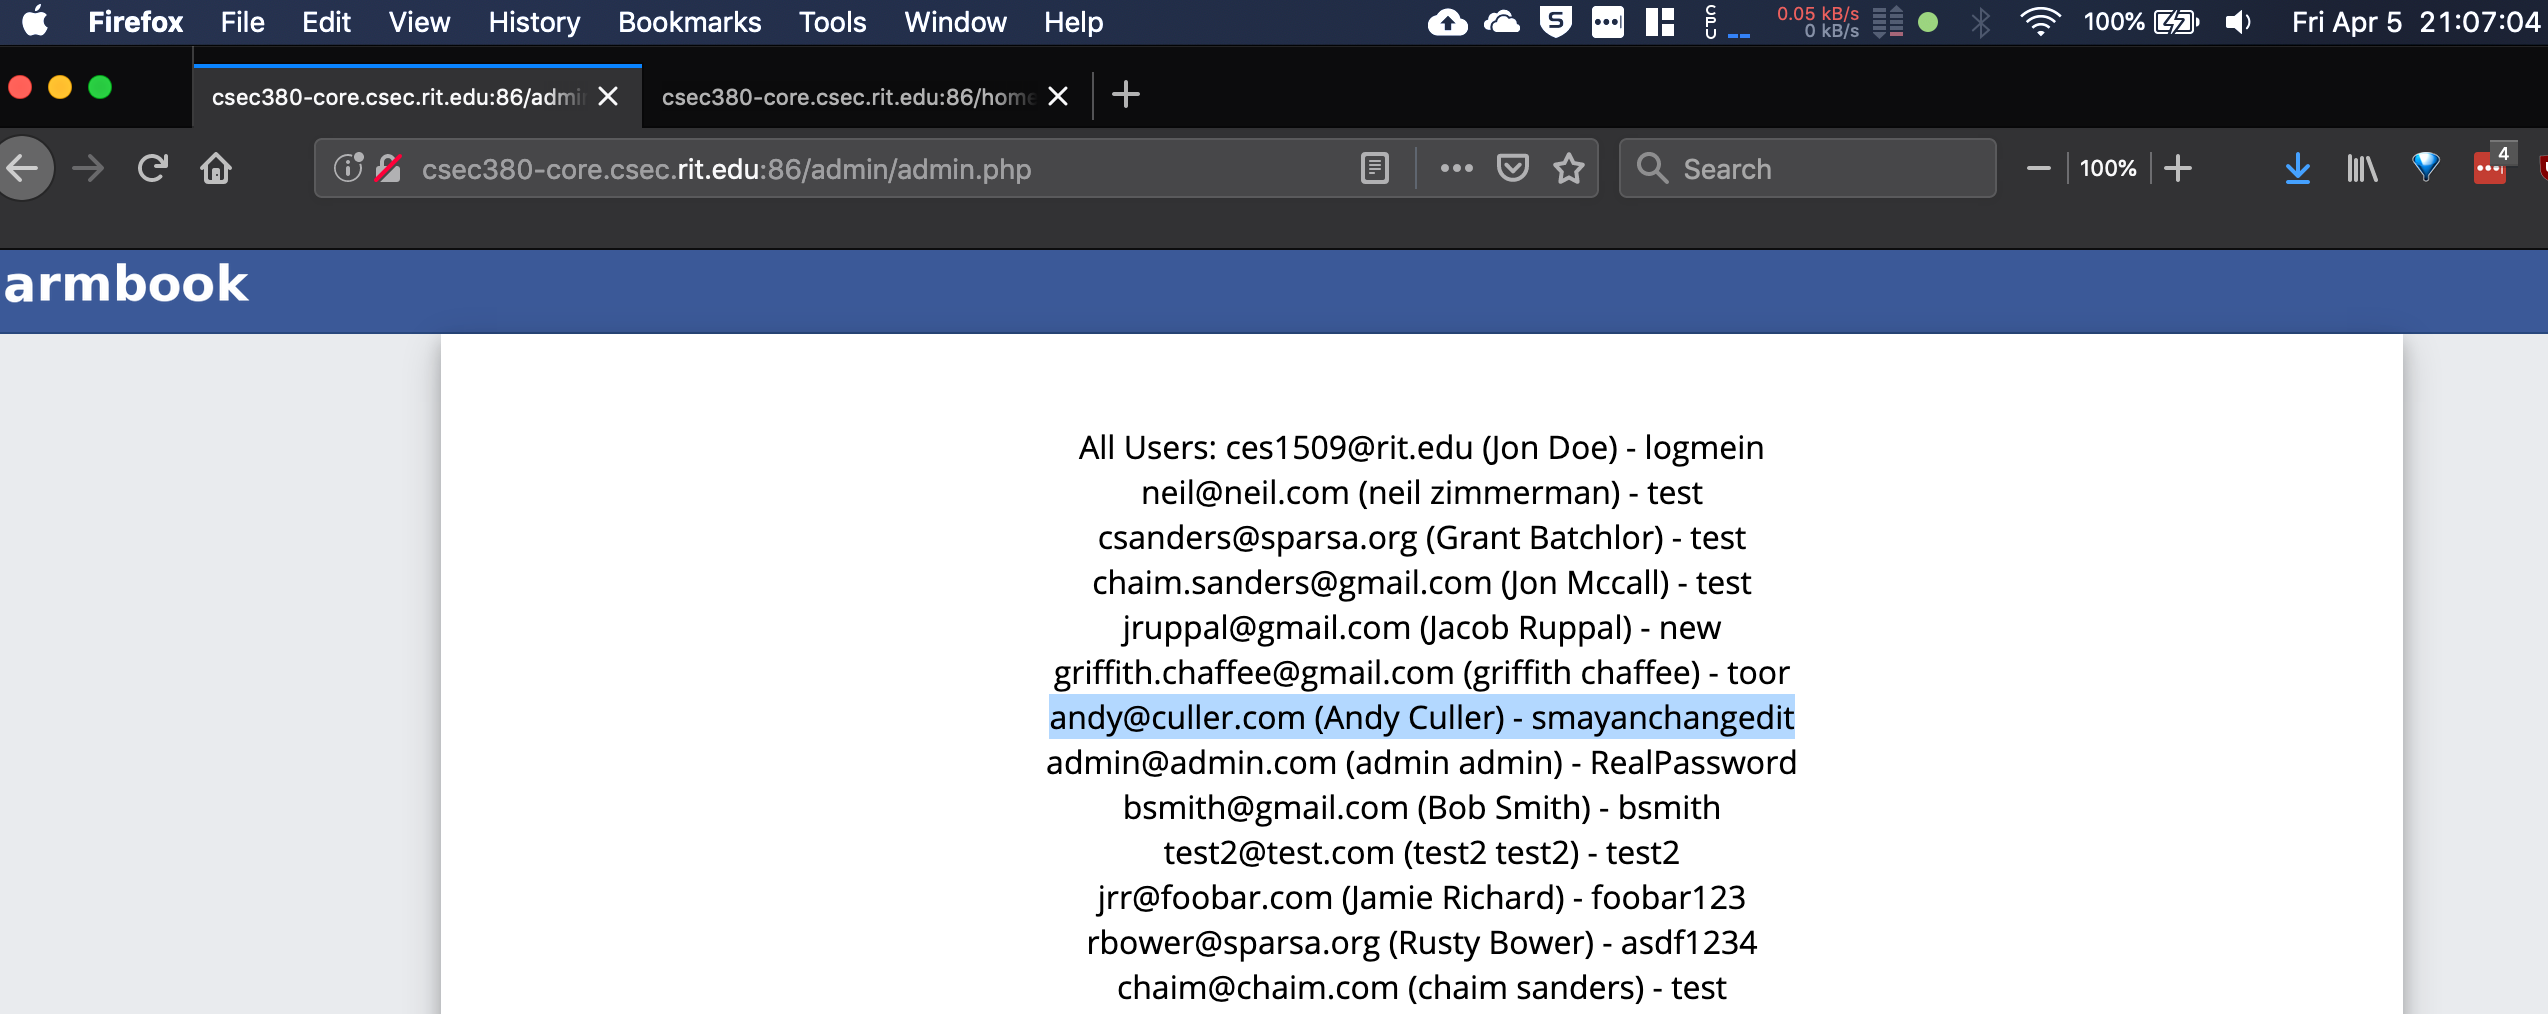 Firefox File Edit View History Bookmarks Tools Window Help S CPU 0.05 kB/s 0 kB/s 100% Fri Apr 5 21:07:04
csec380-core.csec.rit.edu:86/admi csec380-core.csec.rit.edu:86/home
csec380-core.csec.rit.edu:86/admin/admin.php Search 100% 4
armbook
All Users: ces1509@rit.edu (Jon Doe) - logmein
neil@neil.com (neil zimmerman) - test
csanders@sparsa.org (Grant Batchlor) - test
chaim.sanders@gmail.com (Jon Mccall) - test
jruppal@gmail.com (Jacob Ruppal) - new
griffith.chaffee@gmail.com (griffith chaffee) - toor
andy@culler.com (Andy Culler) - smayanchangedit
admin@admin.com (admin admin) - RealPassword
bsmith@gmail.com (Bob Smith) - bsmith
test2@test.com (test2 test2) - test2
jrr@foobar.com (Jamie Richard) - foobar123
rbower@sparsa.org (Rusty Bower) - asdf1234
chaim@chaim.com (chaim sanders) - test